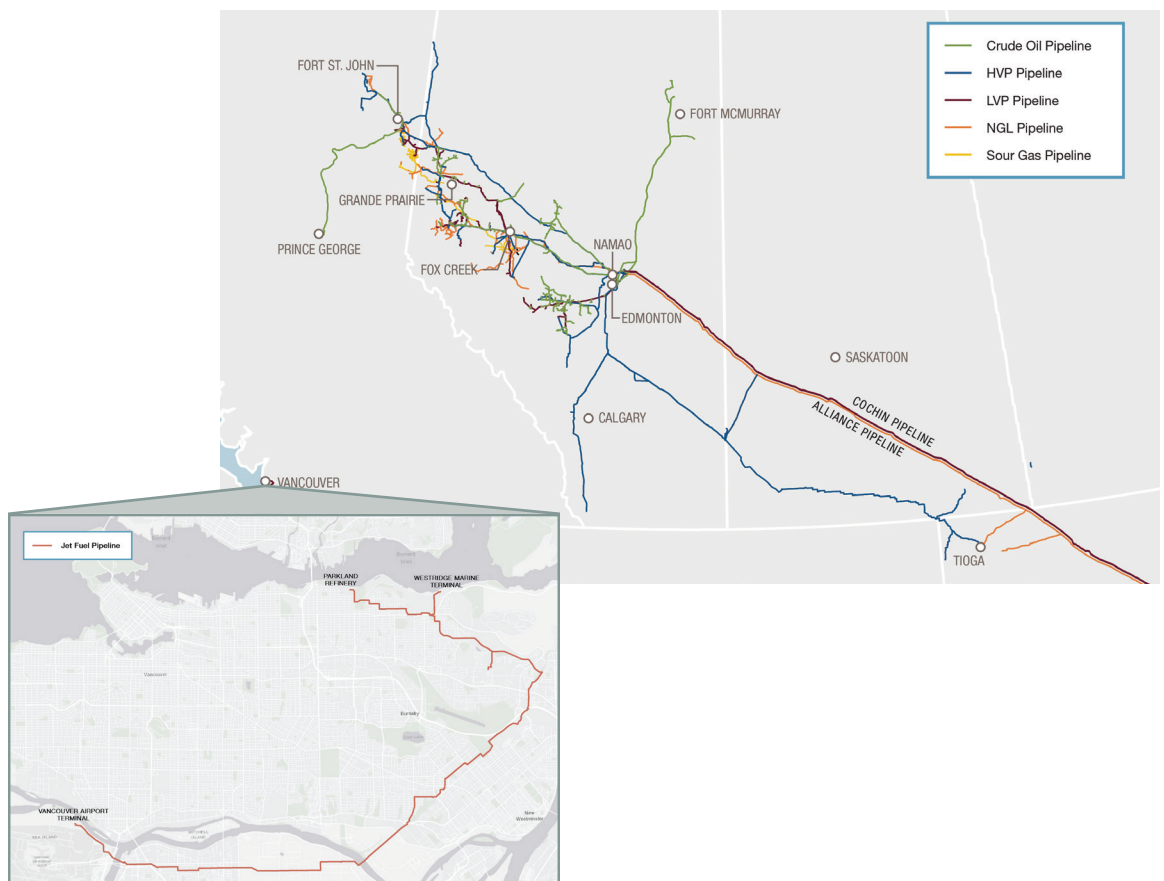 Crude Oil Pipeline
HVP Pipeline
LVP Pipeline
NGL Pipeline
Sour Gas Pipeline
FORT ST. JOHN
FORT MCMURRAY
GRANDE PRAIRIE
PRINCE GEORGE
NAMAO
FOX CREEK
EDMONTON
SASKATOON
COCHIN PIPELINE
ALLIANCE PIPELINE
CALGARY
VANCOUVER
TIOGA
Jet Fuel Pipeline
PARKLAND
REFINERY
WESTRIDGE MARINE
TERMINAL
Vancouver
Burnaby
VANCOUVER AIRPORT
TERMINAL
New
Westminster